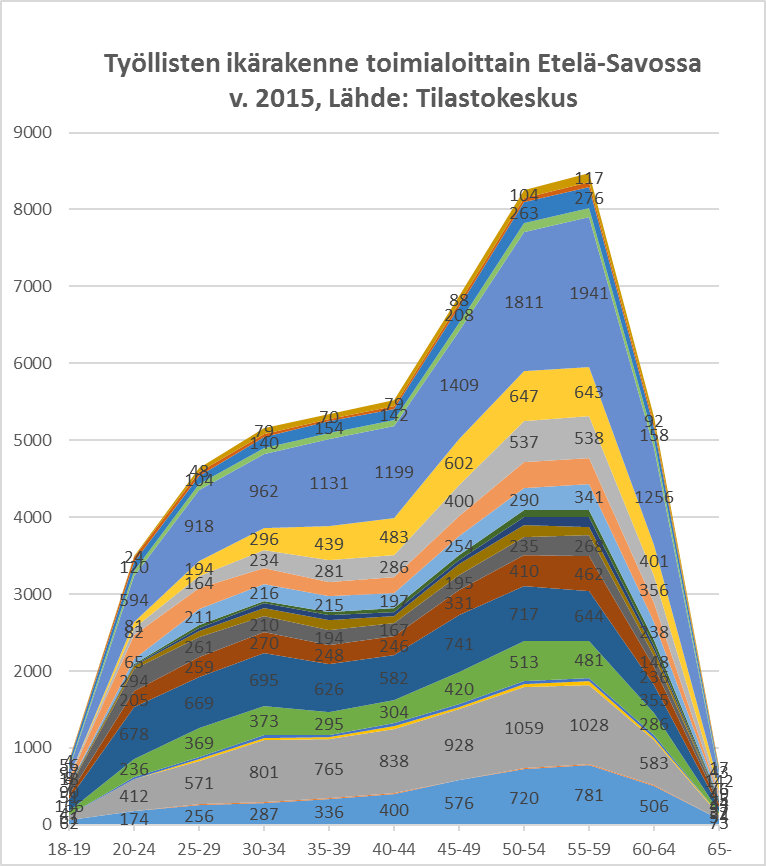 Työllisten ikärakenne toimialoittain Etelä-Savossa
v. 2015, Lähde: Tilastokeskus
9000
8000
7000
6000
5000
4000
3000
2000
1000
0
104 117
263 276
88
208 1811 1941
1409 647 643
79 70 79 92
140 154 142 158
48 104
24 120
962 1131 1199 602 537 538 1256
918
296 439 483 400 290 341 401
594 194 234 281 286 356
81 82 164
65 211 216 215 197 254 235 268 238
294 261 210 194 167 195 410 462 148
205 259 270 248 246 331 236
678 669 695 626 582 741 717 644 355
236 369 373 295 304 420 513 481 286
412 571 801 765 838 928 1059 1028 583
62 174 256 287 336 400 576 720 781 506 73
18-19 20-24 25-29 30-34 35-39 40-44 45-49 50-54 55-59 60-64 65-